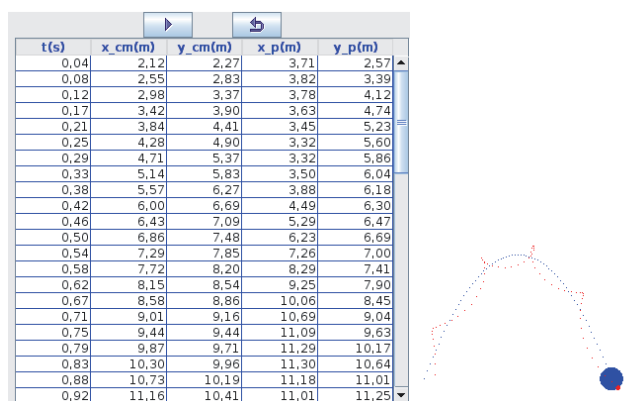 t(s) x_cm(m) y_cm(m) x_p(m) y_p(m)
0,04 2,12 2,27 3,71 2,57
0,08 2,55 2,83 3,82 3,39
0,12 2,98 3,37 3,78 4,12
0,17 3,42 3,90 3,63 4,74
0,21 3,84 4,41 3,45 5,23
0,25 4,28 4,90 3,32 5,60
0,29 4,71 5,37 3,32 5,86
0,33 5,14 5,83 3,50 6,04
0,38 5,57 6,27 3,88 6,18
0,42 6,00 6,69 4,49 6,30
0,46 6,43 7,09 5,29 6,47
0,50 6,86 7,48 6,23 6,69
0,54 7,29 7,85 7,26 7,00
0,58 7,72 8,20 8,29 7,41
0,62 8,15 8,54 9,25 7,90
0,67 8,58 8,86 10,06 8,45
0,71 9,01 9,16 10,69 9,04
0,75 9,44 9,44 11,09 9,63
0,79 9,87 9,71 11,29 10,17
0,83 10,30 9,96 11,30 10,64
0,88 10,73 10,19 11,18 11,01
0,92 11,16 10,41 11,01 11,25